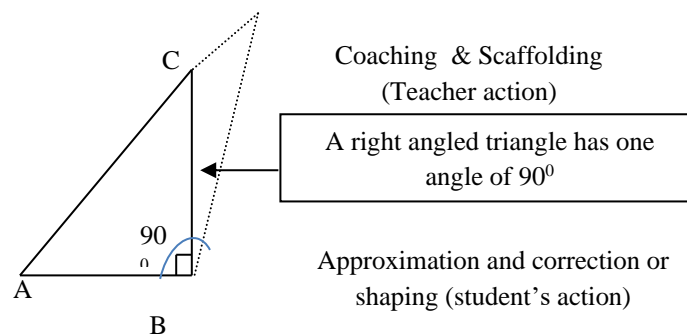 C
Coaching & Scaffolding
(Teacher action)
A right angled triangle has one
angle of 90⁰
90
0
Approximation and correction or
shaping (student's action)
A
B